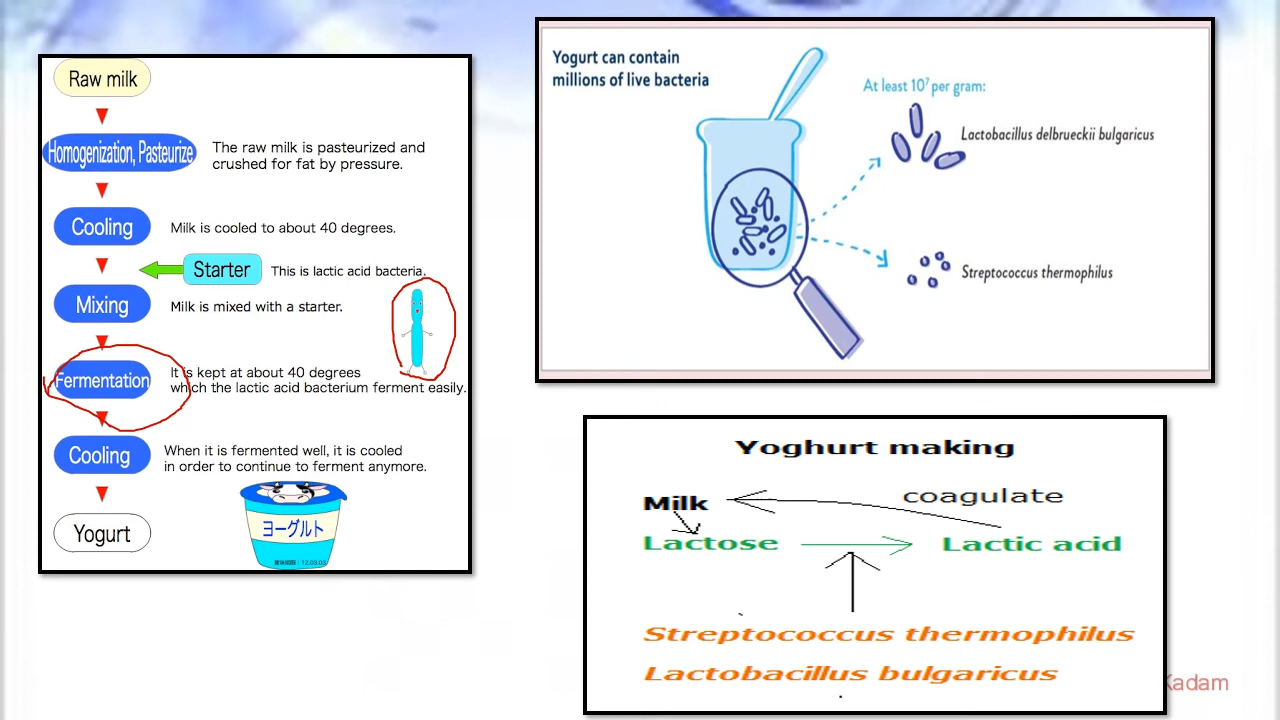 Raw milk
Homogenization, Pasteurize
The raw milk is pasteurized and
crushed for fat by pressure.
Cooling
Milk is cooled to about 40 degrees.
Starter
This is lactic acid bacteria.
Mixing
Milk is mixed with a starter.
Fermentation
It is kept at about 40 degrees
which the lactic acid bacterium ferment easily.
Cooling
When it is fermented well, it is cooled
in order to continue to ferment anymore.
Yogurt
ヨーグルト
12.03.03
Yogurt can contain
millions of live bacteria
At least 10⁷ per gram:
Lactobacillus delbrueckii bulgaricus
Streptococcus thermophilus
Yoghurt making
coagulate
Milk
Lactose
Lactic acid
Streptococcus thermophilus
Lactobacillus bulgaricus
Kadam